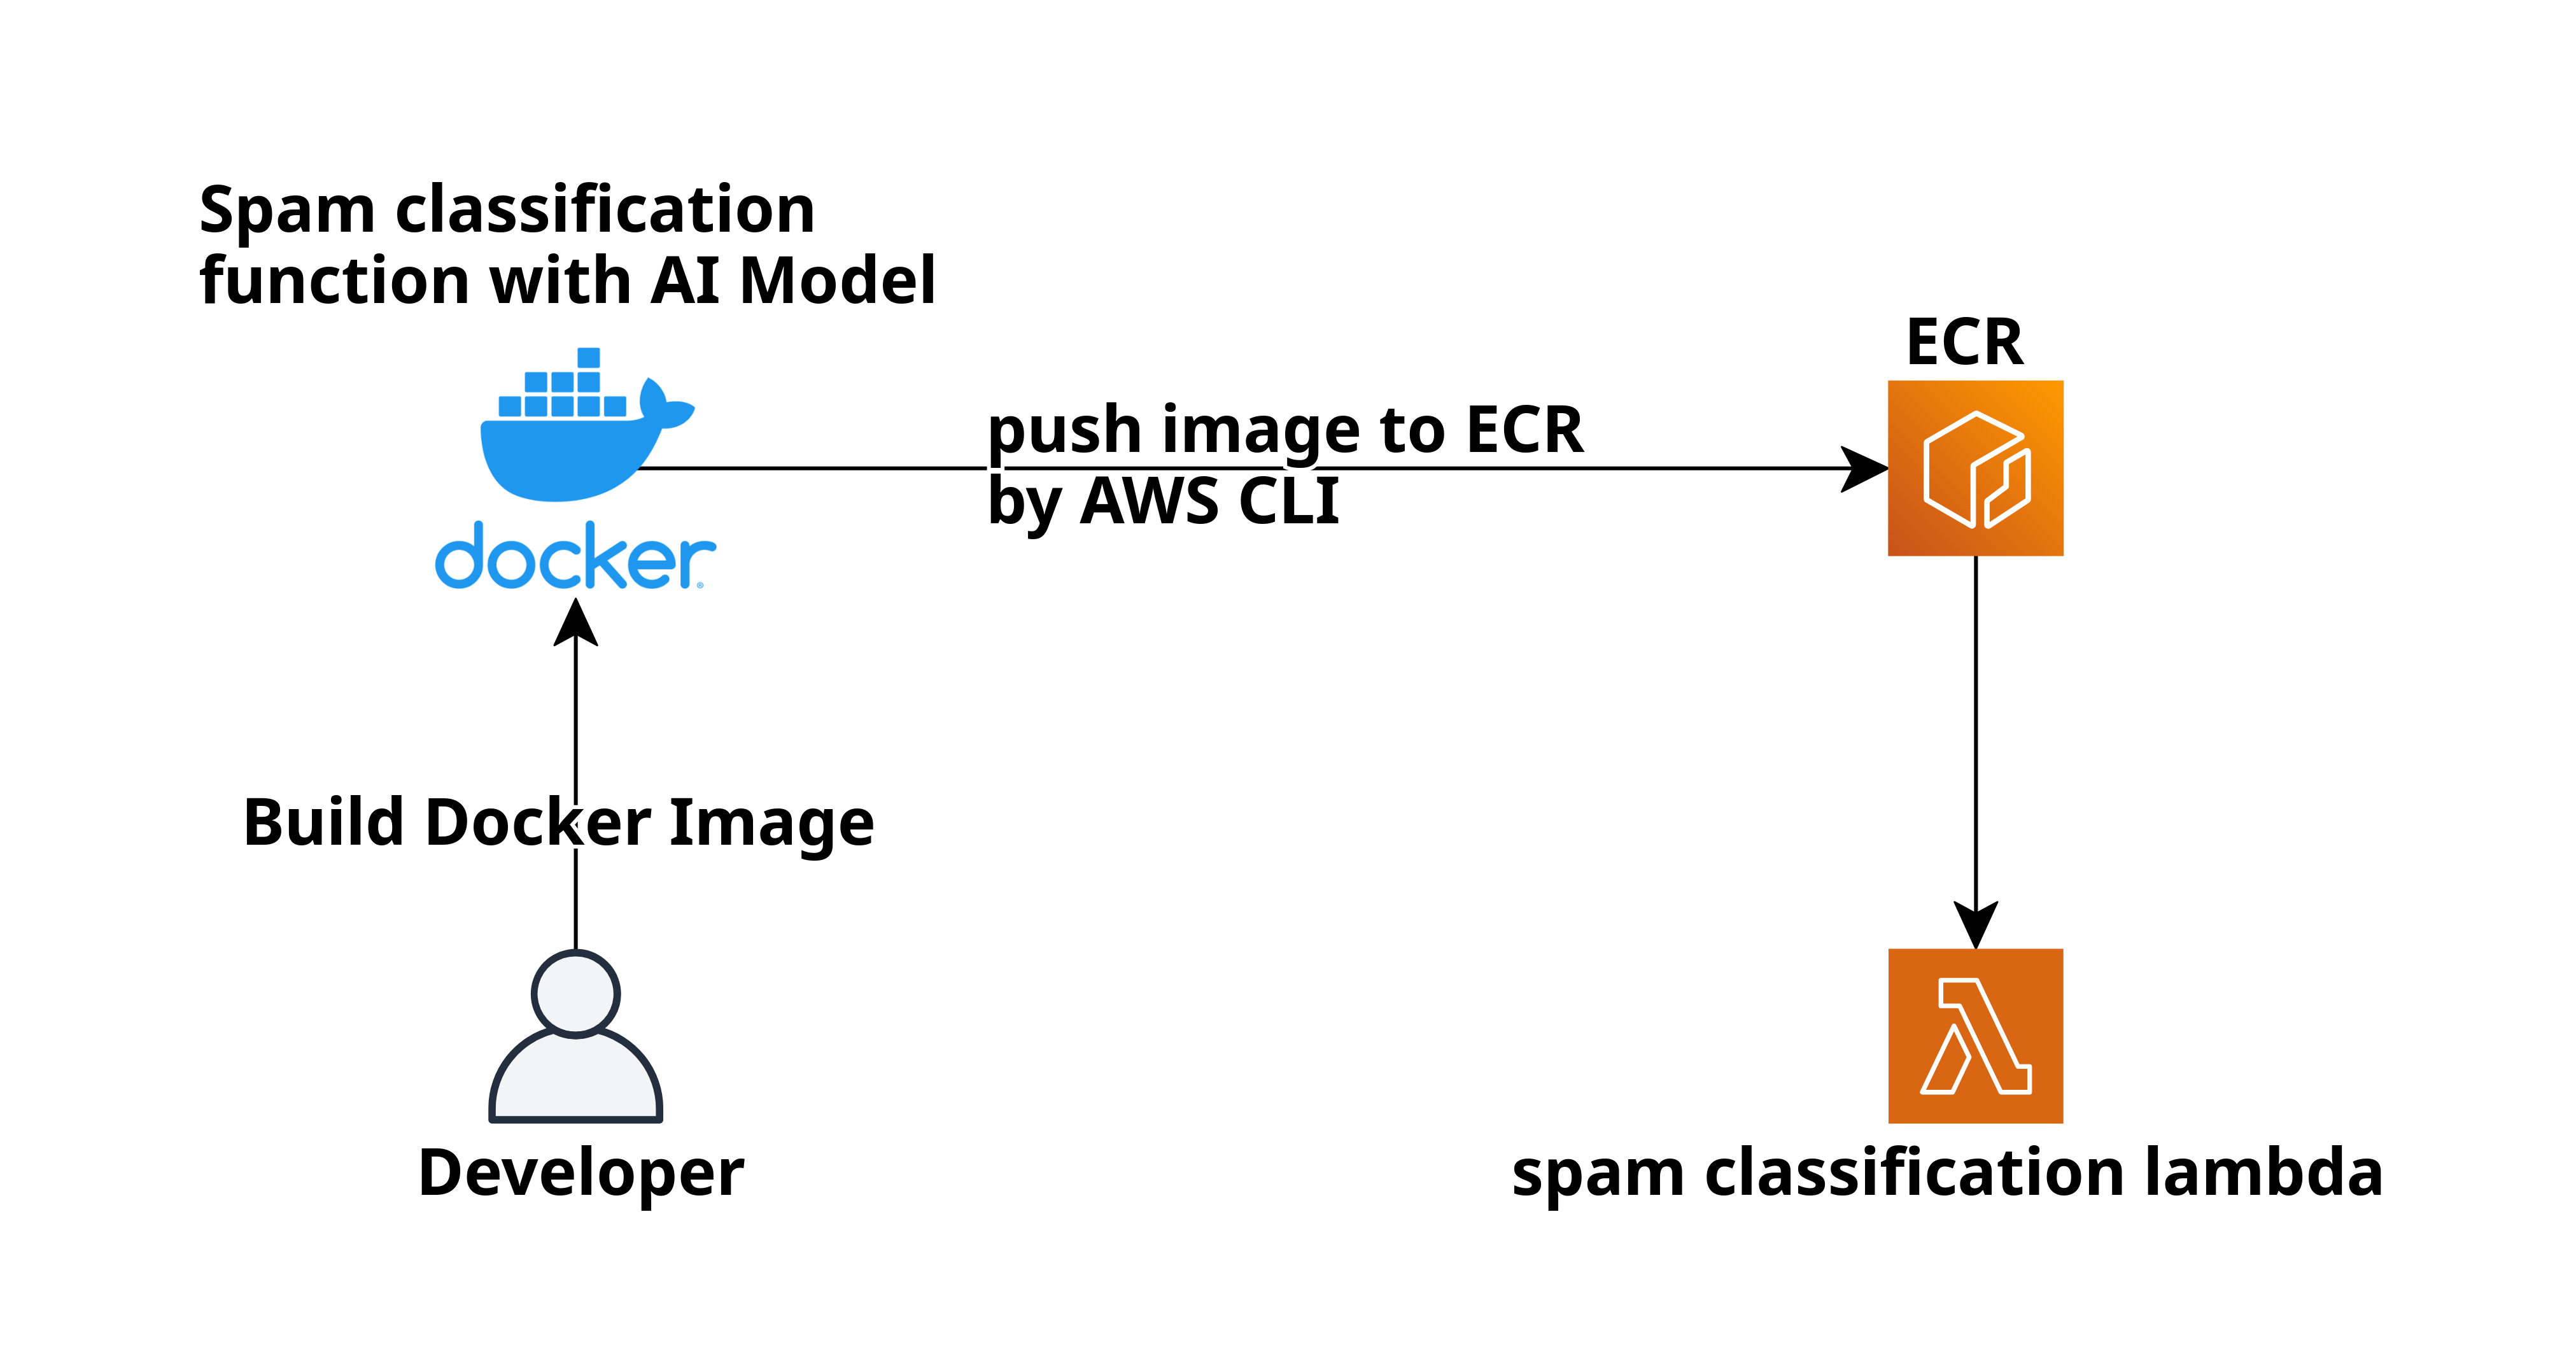 Spam classification
function with AI Model
ECR
push image to ECR
by AWS CLI
docker
Build Docker Image
Developer
spam classification lambda